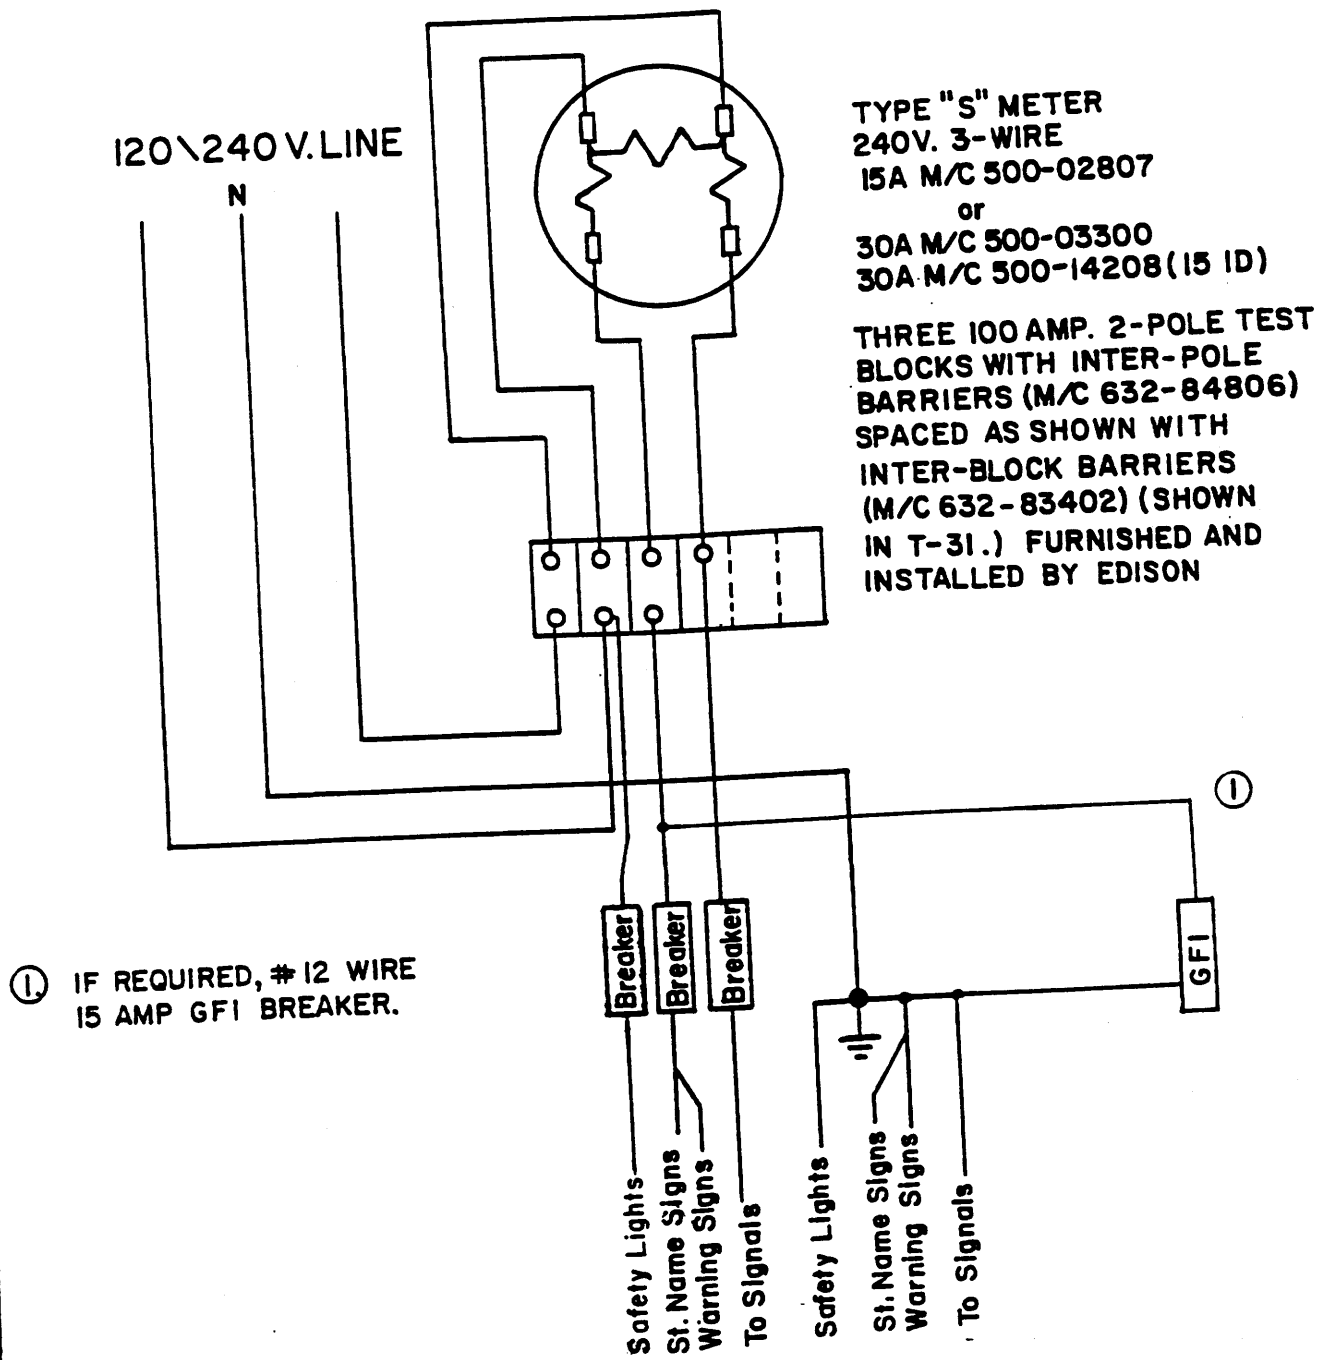 120\240 V. LINE
N
TYPE "S" METER
240V. 3-WIRE
15A M/C 500-02807
or
30A M/C 500-03300
30A M/C 500-14208(15 ID)
THREE 100 AMP. 2-POLE TEST
BLOCKS WITH INTER-POLE
BARRIERS (M/C 632-84806)
SPACED AS SHOWN WITH
INTER-BLOCK BARRIERS
(M/C 632-83402) (SHOWN
IN T-31.) FURNISHED AND
INSTALLED BY EDISON
1
1. IF REQUIRED, #12 WIRE
15 AMP GFI BREAKER.
Breaker
Breaker
Breaker
GFI
Safety Lights
St. Name Signs
Warning Signs
To Signals
Safety Lights
St. Name Signs
Warning Signs
To Signals